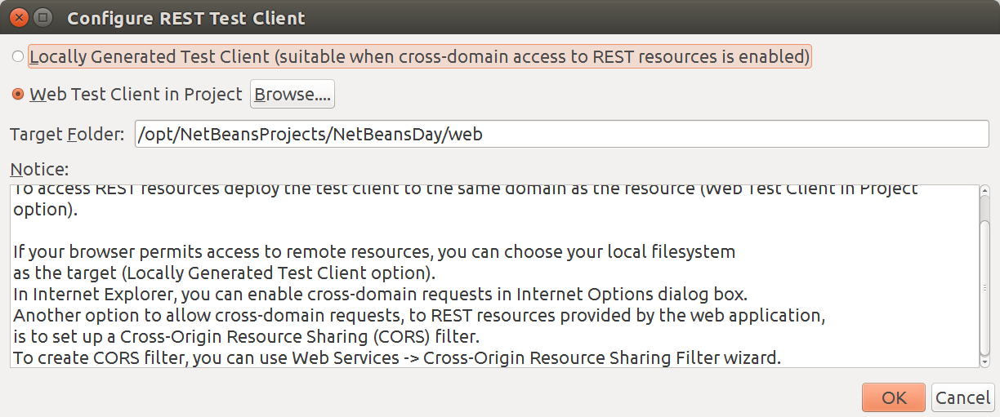 Configure REST Test Client
Locally Generated Test Client (suitable when cross-domain access to REST resources is enabled)
Web Test Client in Project Browse....
Target Folder: /opt/NetBeansProjects/NetBeansDay/web
Notice:
To access REST resources deploy the test client to the same domain as the resource (Web Test Client in Project
option).
If your browser permits access to remote resources, you can choose your local filesystem
as the target (Locally Generated Test Client option).
In Internet Explorer, you can enable cross-domain requests in Internet Options dialog box.
Another option to allow cross-domain requests, to REST resources provided by the web application,
is to set up a Cross-Origin Resource Sharing (CORS) filter.
To create CORS filter, you can use Web Services -> Cross-Origin Resource Sharing Filter wizard.
OK Cancel